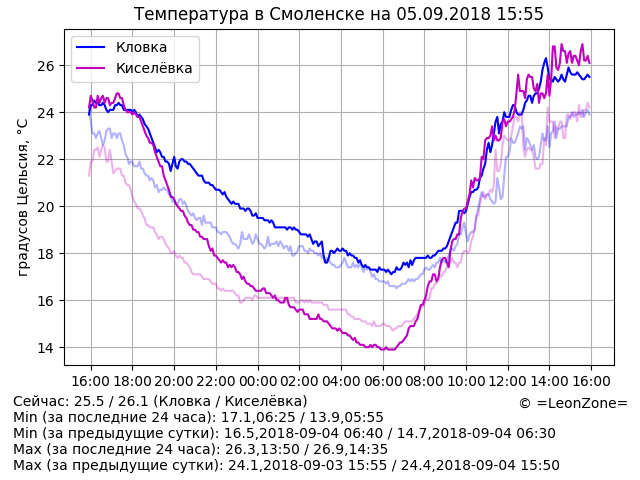 Температура в Смоленске на 05.09.2018 15:55
Кловка
Киселёвка
градусов Цельсия, °C
26
24
22
20
18
16
14
16:00 18:00 20:00 22:00 00:00 02:00 04:00 06:00 08:00 10:00 12:00 14:00 16:00
Сейчас: 25.5 / 26.1 (Кловка / Киселёвка)
© =LeonZone=
Min (за последние 24 часа): 17.1,06:25 / 13.9,05:55
Min (за предыдущие сутки): 16.5,2018-09-04 06:40 / 14.7,2018-09-04 06:30
Max (за последние 24 часа): 26.3,13:50 / 26.9,14:35
Max (за предыдущие сутки): 24.1,2018-09-03 15:55 / 24.4,2018-09-04 15:50